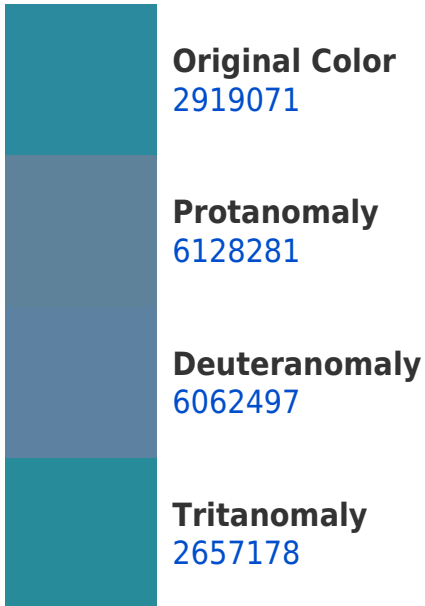 Original Color
2919071
Protanomaly
6128281
Deuteranomaly
6062497
Tritanomaly
2657178